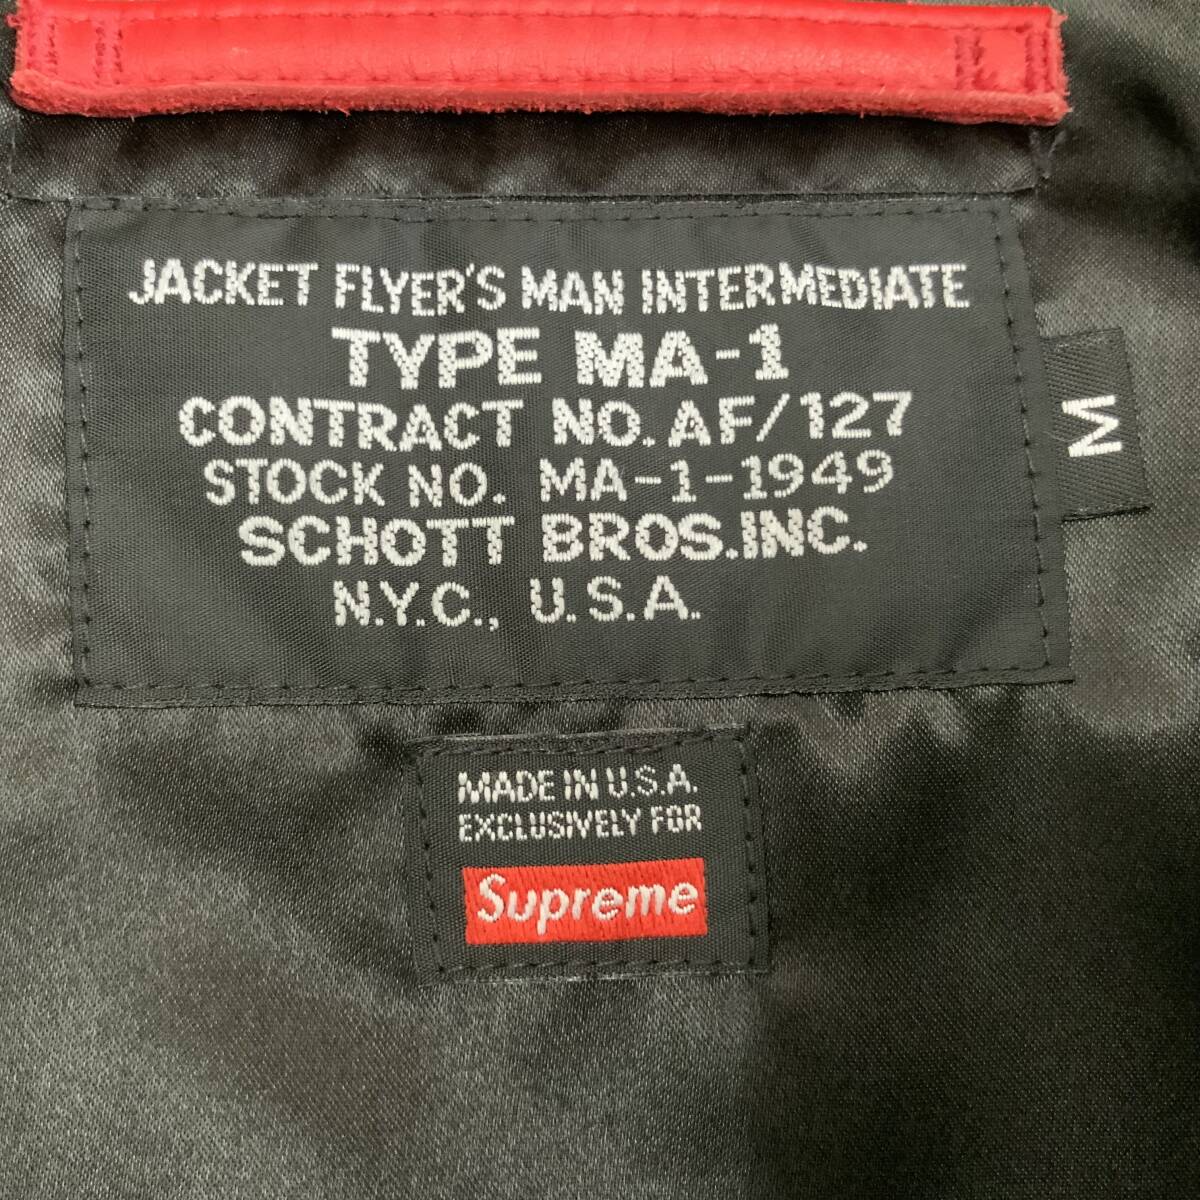 JACKET FLYER'S MAN INTERMEDIATE
TYPE MA-1
CONTRACT NO. AF/127
STOCK NO. MA-1-1949
SCHOTT BROS.INC.
N.Y.C., U.S.A.
M
MADE IN U.S.A.
EXCLUSIVELY FOR
Supreme